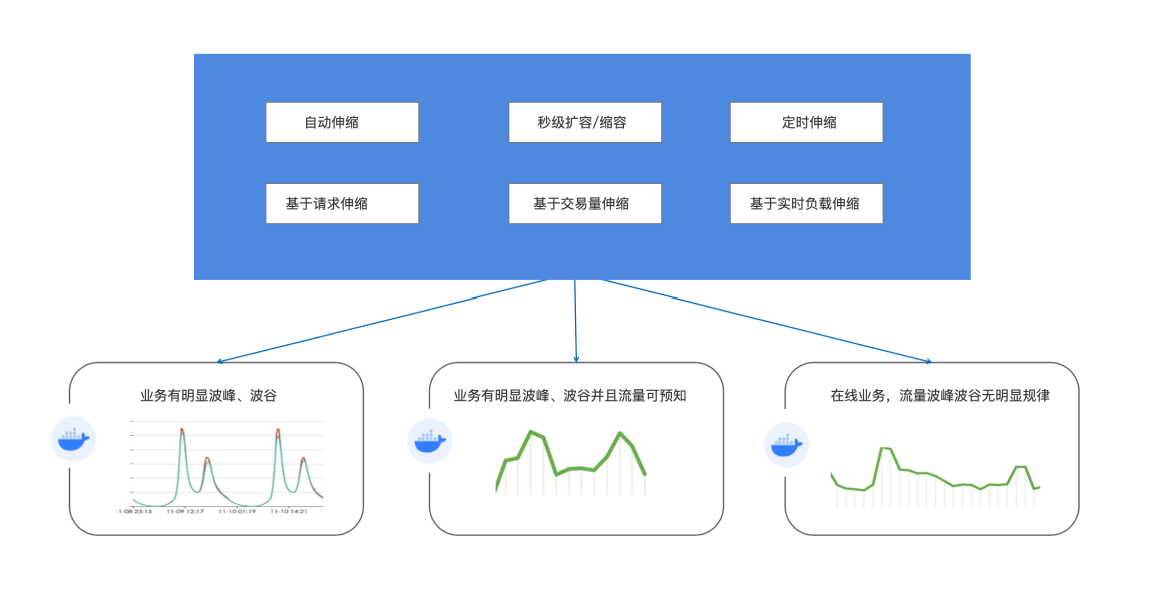 自动伸缩
秒级扩容/缩容
定时伸缩
基于请求伸缩
基于交易量伸缩
基于实时负载伸缩
业务有明显波峰、波谷
业务有明显波峰、波谷并且流量可预知
在线业务，流量波峰波谷无明显规律
11-09 12:17
11-10 01:19
11-10 14:21